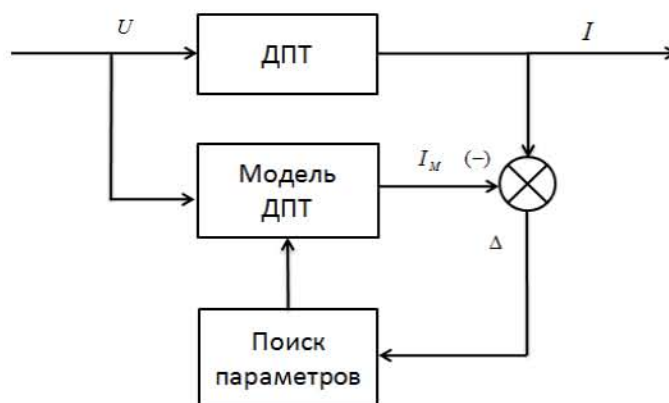 U
ДПТ
I
Модель
ДПТ
I_M (−)
Δ
Поиск
параметров